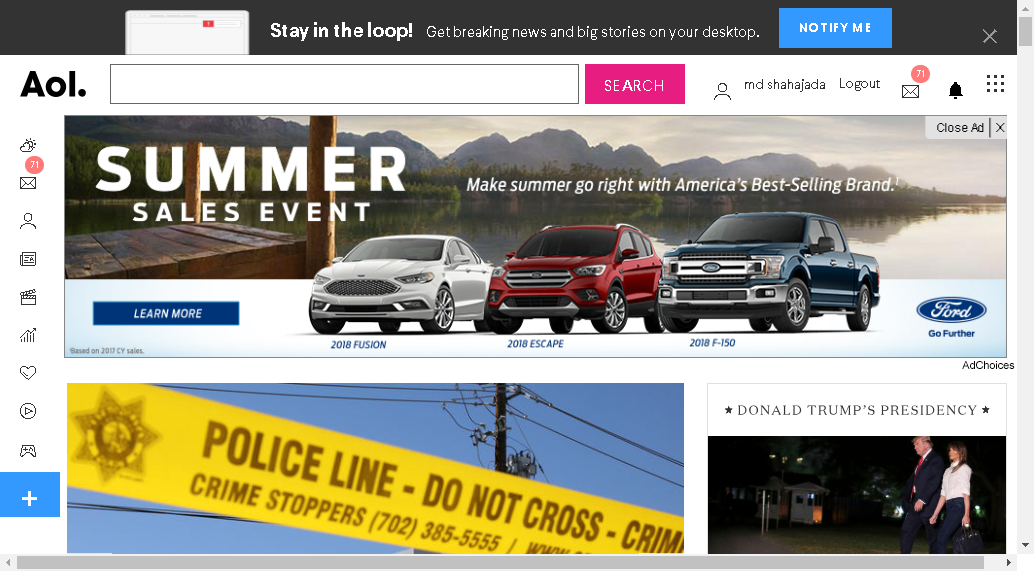 Stay in the loop! Get breaking news and big stories on your desktop. NOTIFY ME
Aol. SEARCH md shahajada Logout 71
Close Ad X
71
SUMMER
SALES EVENT
Make summer go right with America's Best-Selling Brand.¹
LEARN MORE
Ford
Go Further
2018 FUSION 2018 ESCAPE 2018 F-150
¹Based on 2017 CY sales.
AdChoices
POLICE LINE - DO NOT CROSS - CRIM
CRIME STOPPERS (702) 385-5555 /
★ DONALD TRUMP'S PRESIDENCY ★